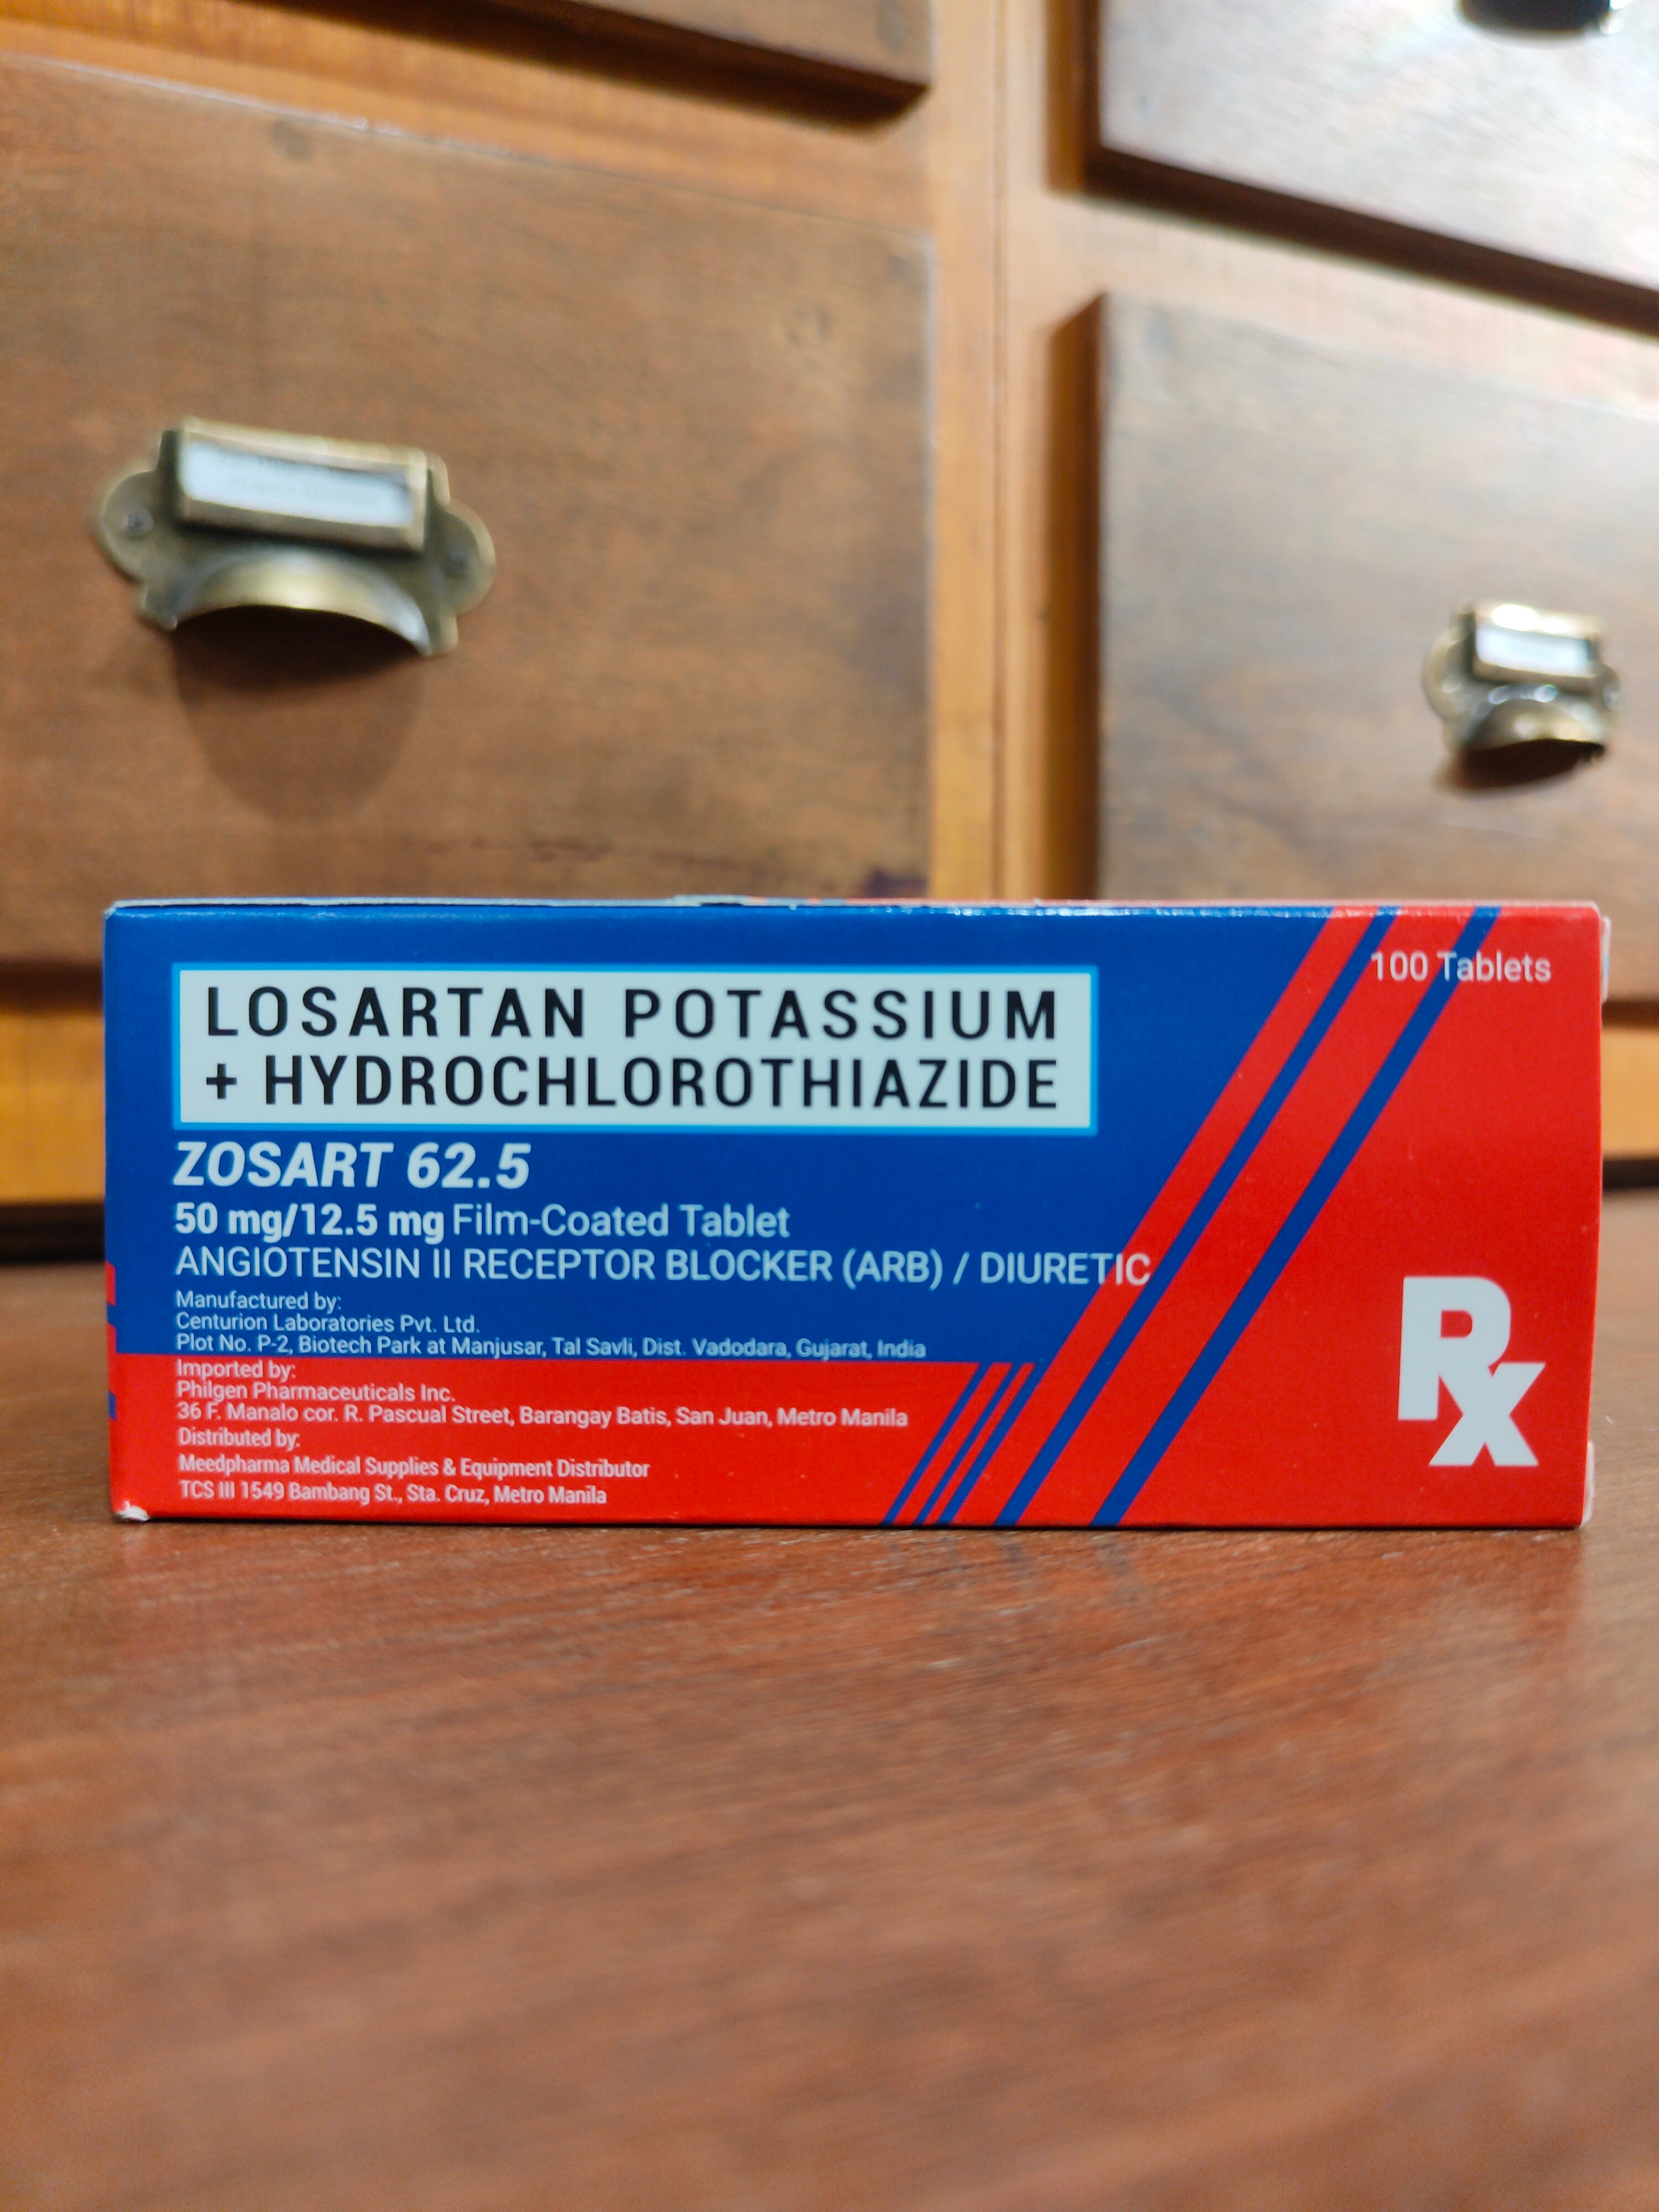 100 Tablets
LOSARTAN POTASSIUM
+ HYDROCHLOROTHIAZIDE
ZOSART 62.5
50 mg/12.5 mg Film-Coated Tablet
ANGIOTENSIN II RECEPTOR BLOCKER (ARB) / DIURETIC
Manufactured by:
Centurion Laboratories Pvt. Ltd.
Plot No. P-2, Biotech Park at Manjusar, Tal Savli, Dist. Vadodara, Gujarat, India
Imported by:
Philgen Pharmaceuticals Inc.
36 F. Manalo cor. R. Pascual Street, Barangay Batis, San Juan, Metro Manila
Distributed by:
Meedpharma Medical Supplies & Equipment Distributor
TCS III 1549 Bambang St., Sta. Cruz, Metro Manila
Rx